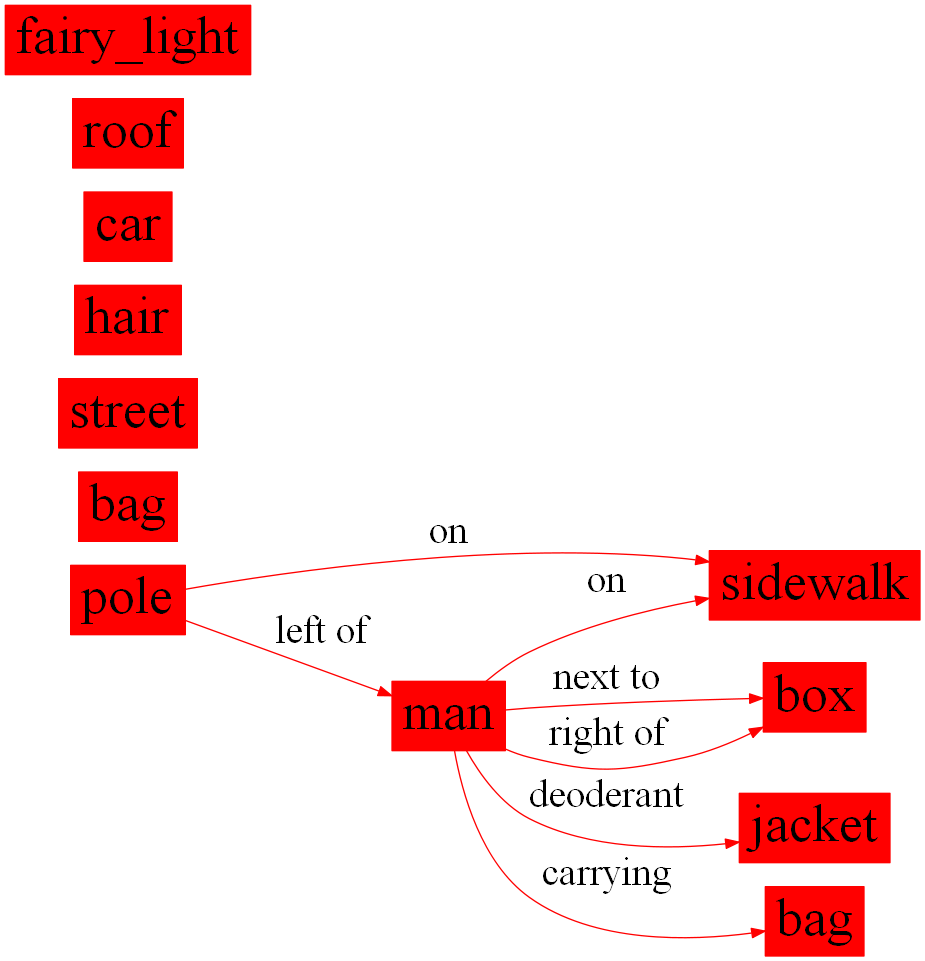 fairy_light
roof
car
hair
street
bag
on
pole
on
sidewalk
left of
next to
box
man
right of
deoderant
jacket
carrying
bag